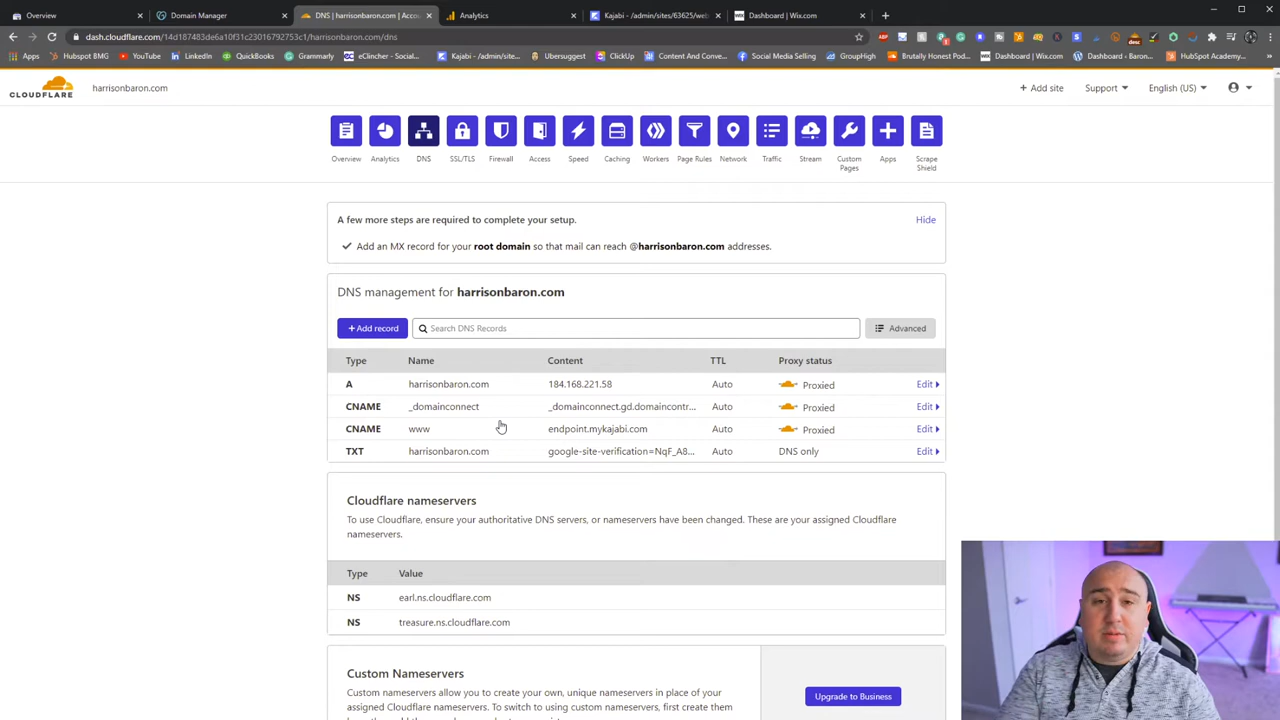 Overview
Domain Manager
DNS | harrisonbaron.com | Accou
Analytics
Kajabi - /admin/sites/63625/web
Dashboard | Wix.com
dash.cloudflare.com/14d187483de6a10f31c23016792753c1/harrisonbaron.com/dns
Apps
YouTube
LinkedIn
QuickBooks
Grammarly
eClincher - Social...
Kajabi - /admin/site...
Ubersuggest
ClickUp
Content And Conve...
Social Media Selling
GroupHigh
Brutally Honest Pod...
Dashboard | Wix.com
Dashboard ‹ Baron...
HubSpot Academy...
CLOUDFLARE
harrisonbaron.com
+ Add site
Support
English (US)
Overview
Analytics
DNS
SSL/TLS
Firewall
Access
Speed
Caching
Workers
Page Rules
Network
Traffic
Stream
Custom Pages
Apps
Scrape Shield
A few more steps are required to complete your setup.
Hide
Add an MX record for your root domain so that mail can reach @harrisonbaron.com addresses.
DNS management for harrisonbaron.com
+ Add record
Search DNS Records
Advanced
Type Name Content TTL Proxy status
A harrisonbaron.com 184.168.221.58 Auto Proxied Edit
CNAME _domainconnect _domainconnect.gd.domaincontr... Auto Proxied Edit
CNAME www endpoint.mykajabi.com Auto Proxied Edit
TXT harrisonbaron.com google-site-verification=NqF_A8... Auto DNS only Edit
Cloudflare nameservers
To use Cloudflare, ensure your authoritative DNS servers, or nameservers have been changed. These are your assigned Cloudflare
nameservers.
Type Value
NS earl.ns.cloudflare.com
NS treasure.ns.cloudflare.com
Custom Nameservers
Custom nameservers allow you to create your own, unique nameservers in place of your
assigned Cloudflare nameservers. To switch to using custom nameservers, first create them
Upgrade to Business